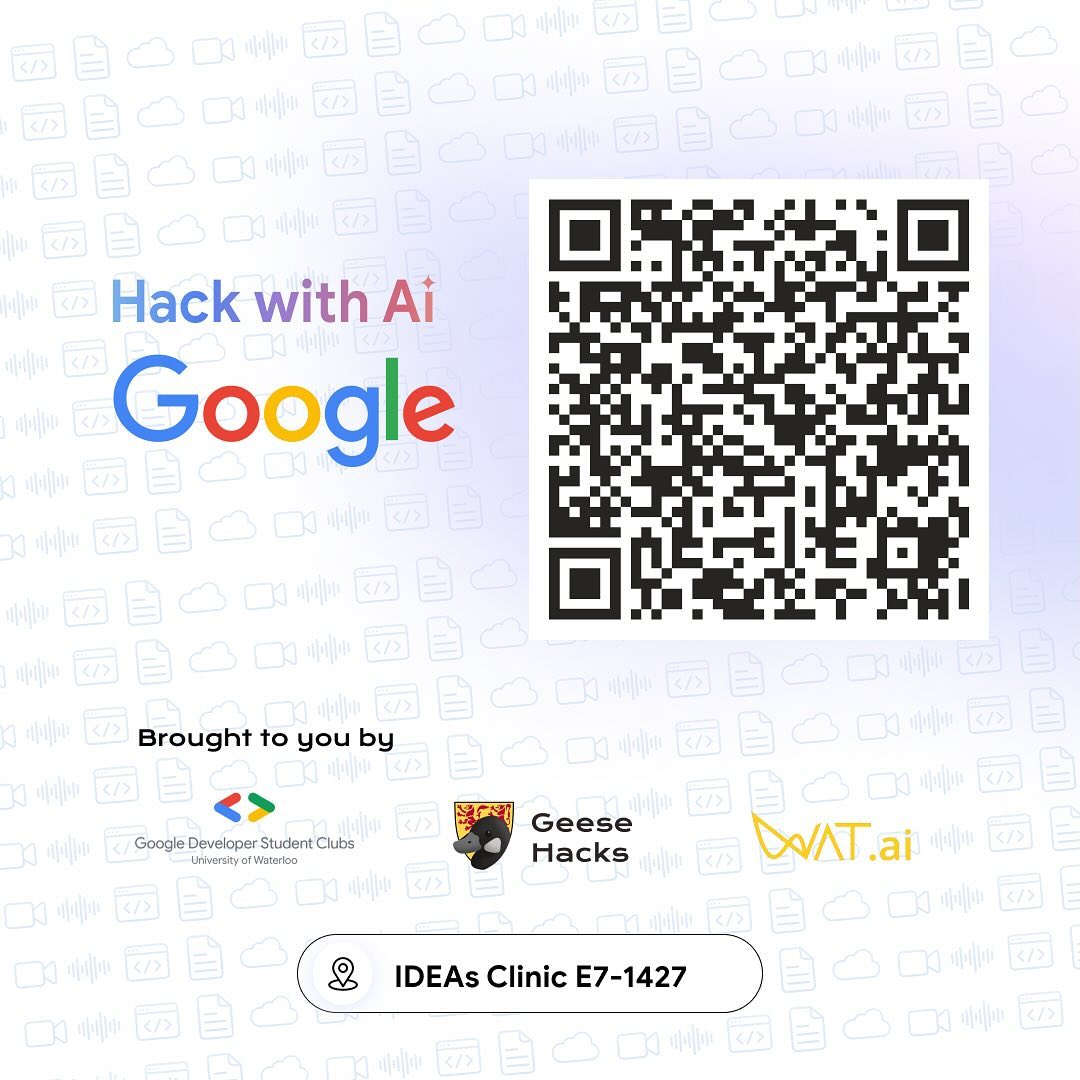 Hack with Ai
Google
Brought to you by
Google Developer Student Clubs
University of Waterloo
Geese
Hacks
WAT.ai
IDEAs Clinic E7-1427